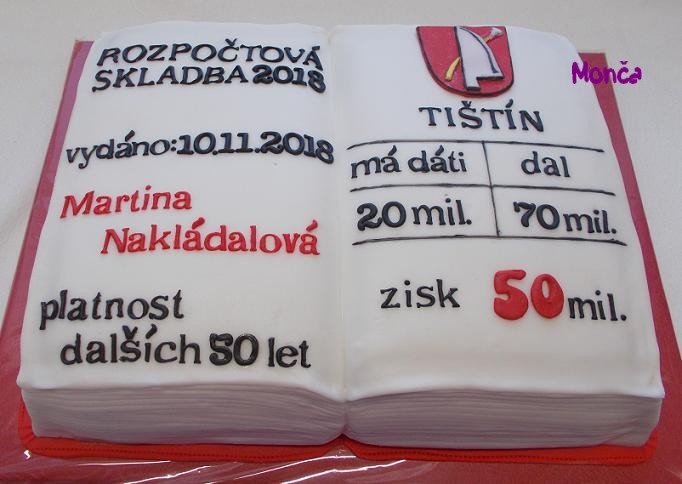 ROZPOČTOVÁ
SKLADBA 2018
vydáno:10.11.2018
Martina
Nakládalová
platnost
dalších 50 let
TIŠTÍN
má dáti dal
20 mil. 70 mil.
zisk 50 mil.
Monča